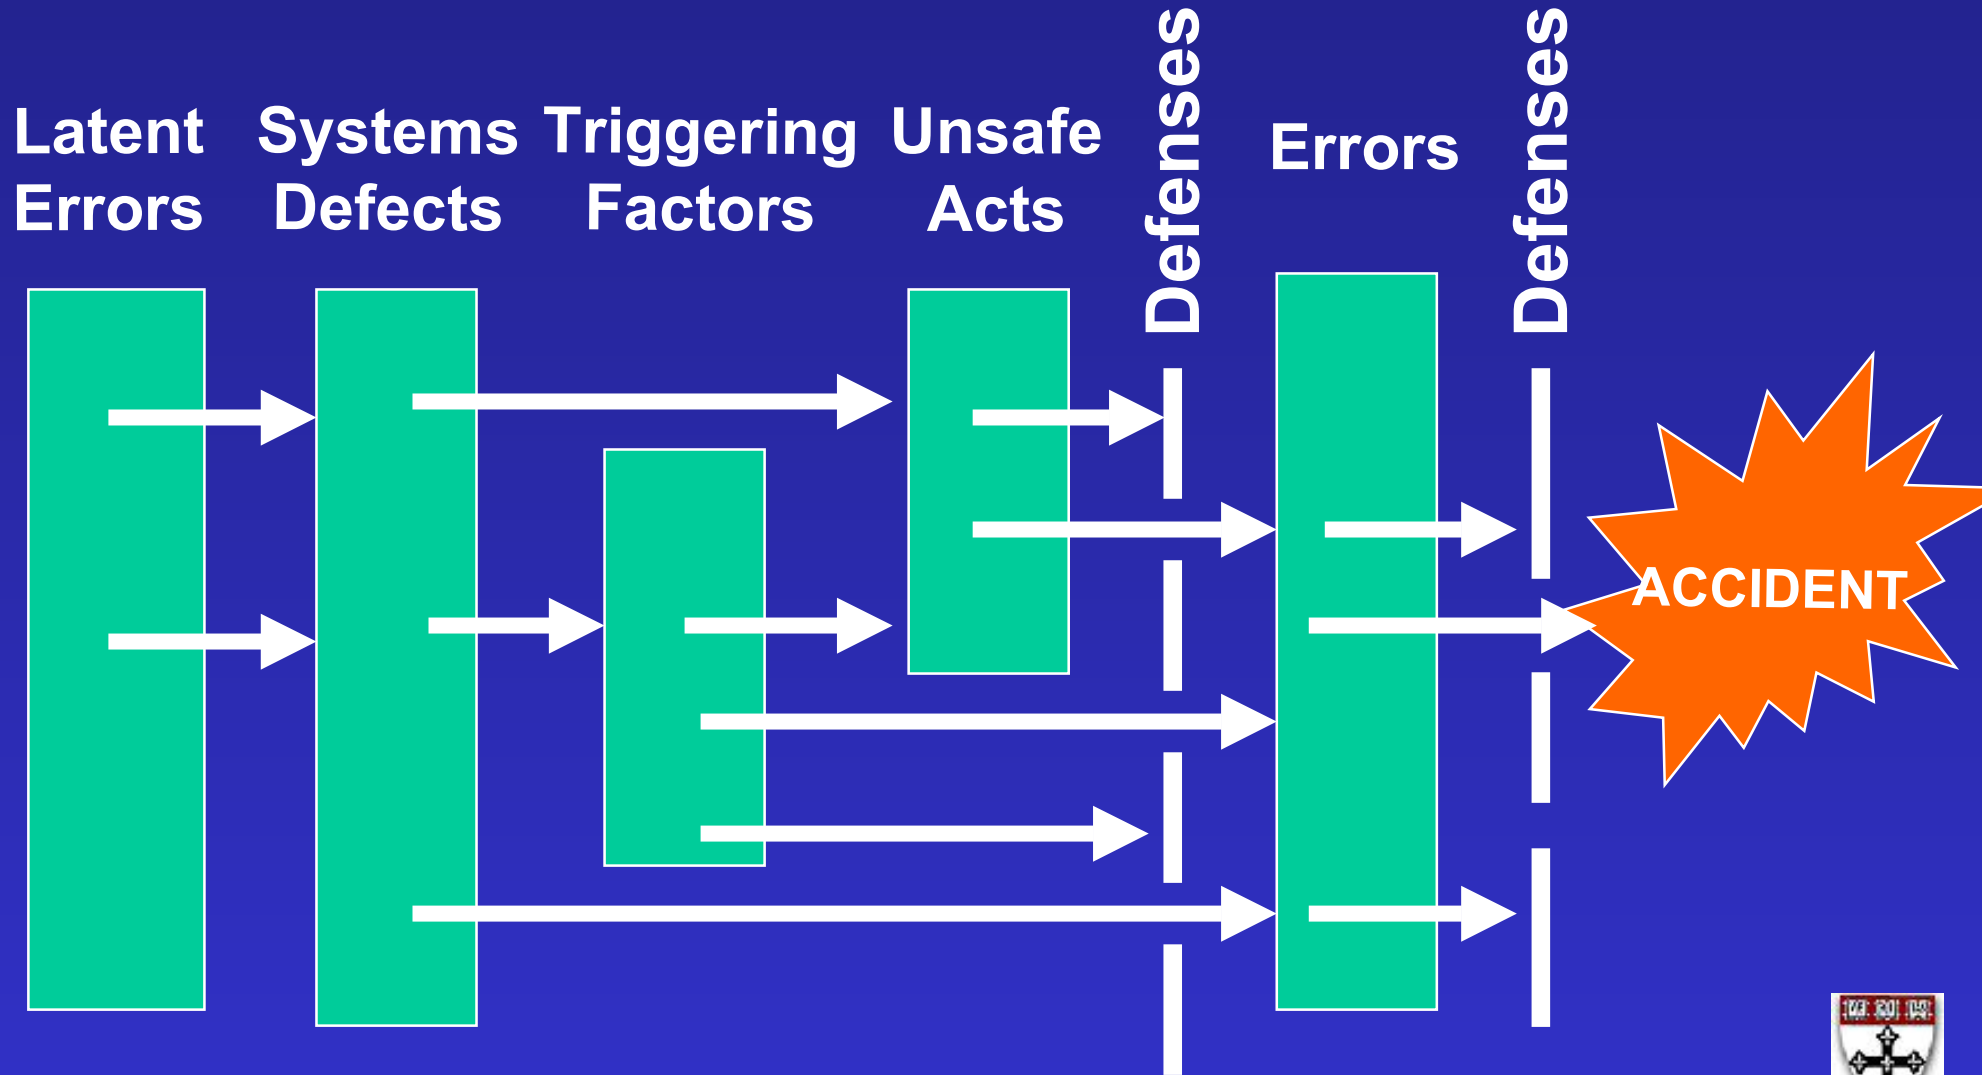 Latent
Errors
Systems
Defects
Triggering
Factors
Unsafe
Acts
Defenses
Errors
Defenses
ACCIDENT